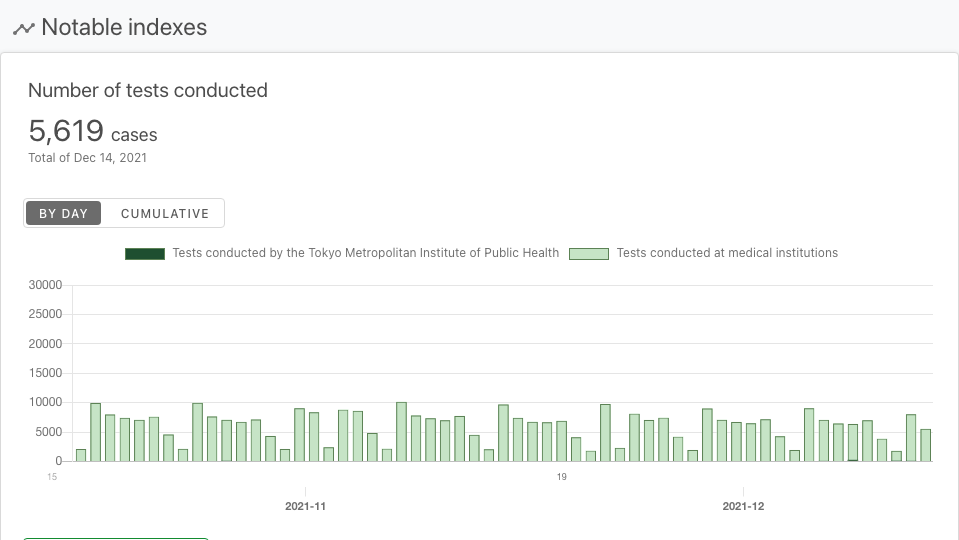 Notable indexes
Number of tests conducted
5,619 cases
Total of Dec 14, 2021
BY DAY CUMULATIVE
Tests conducted by the Tokyo Metropolitan Institute of Public Health Tests conducted at medical institutions
30000
25000
20000
15000
10000
5000
0
15 19
2021-11 2021-12